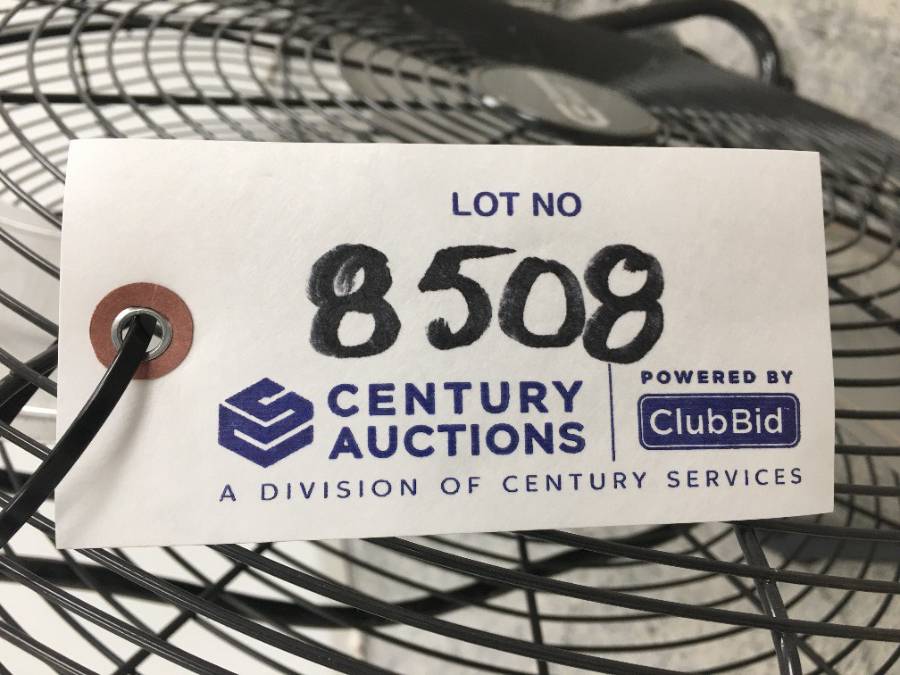 LOT NO
8508
CENTURY
AUCTIONS
POWERED BY
ClubBid
A DIVISION OF CENTURY SERVICES